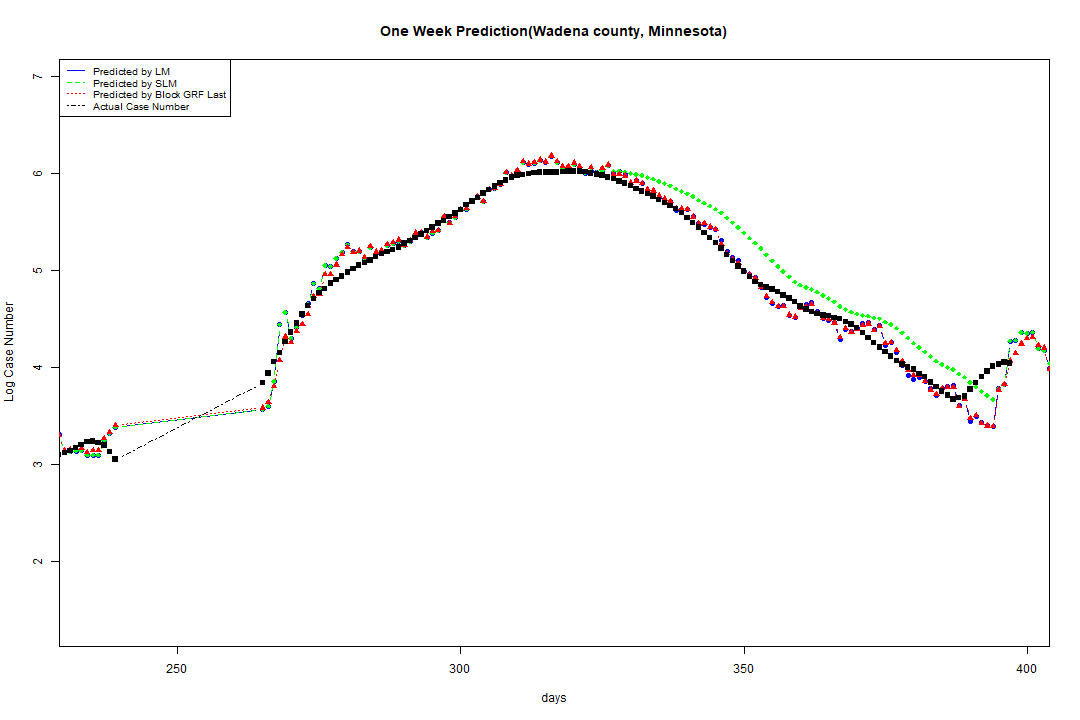 One Week Prediction(Wadena county, Minnesota)
Predicted by LM
Predicted by SLM
Predicted by Block GRF Last
Actual Case Number
7
6
5
4
3
2
Log Case Number
250
300
350
400
days